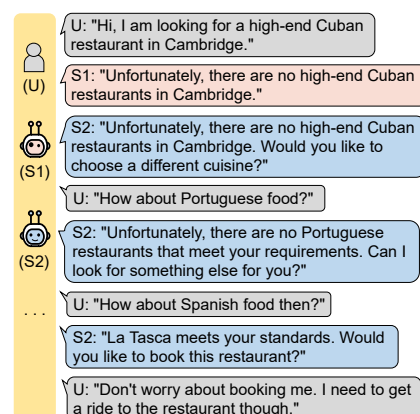 U: "Hi, I am looking for a high-end Cuban
restaurant in Cambridge."
(U)
S1: "Unfortunately, there are no high-end Cuban
restaurants in Cambridge."
(S1)
S2: "Unfortunately, there are no high-end Cuban
restaurants in Cambridge. Would you like to
choose a different cuisine?"
U: "How about Portuguese food?"
(S2)
S2: "Unfortunately, there are no Portuguese
restaurants that meet your requirements. Can I
look for something else for you?"
. . .
U: "How about Spanish food then?"
S2: "La Tasca meets your standards. Would
you like to book this restaurant?"
U: "Don't worry about booking me. I need to get
a ride to the restaurant though."